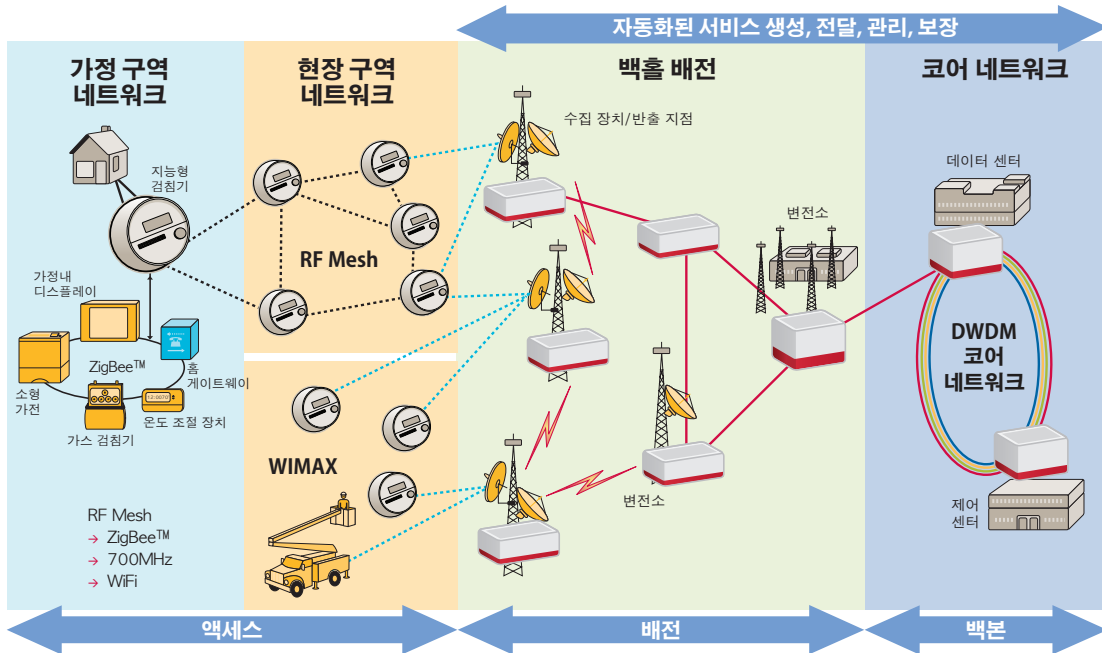 자동화된 서비스 생성, 전달, 관리, 보장
가정 구역
네트워크
현장 구역
네트워크
백홀 배전
코어 네트워크
지능형
검침기
가정내
디스플레이
ZigBee™
홈
게이트웨이
소형
가전
12:0070
온도 조절 장치
가스 검침기
RF Mesh
→ ZigBee™
→ 700MHz
→ WiFi
RF Mesh
WIMAX
수집 장치/반출 지점
변전소
변전소
데이터 센터
DWDM
코어
네트워크
제어
센터
액세스
배전
백본